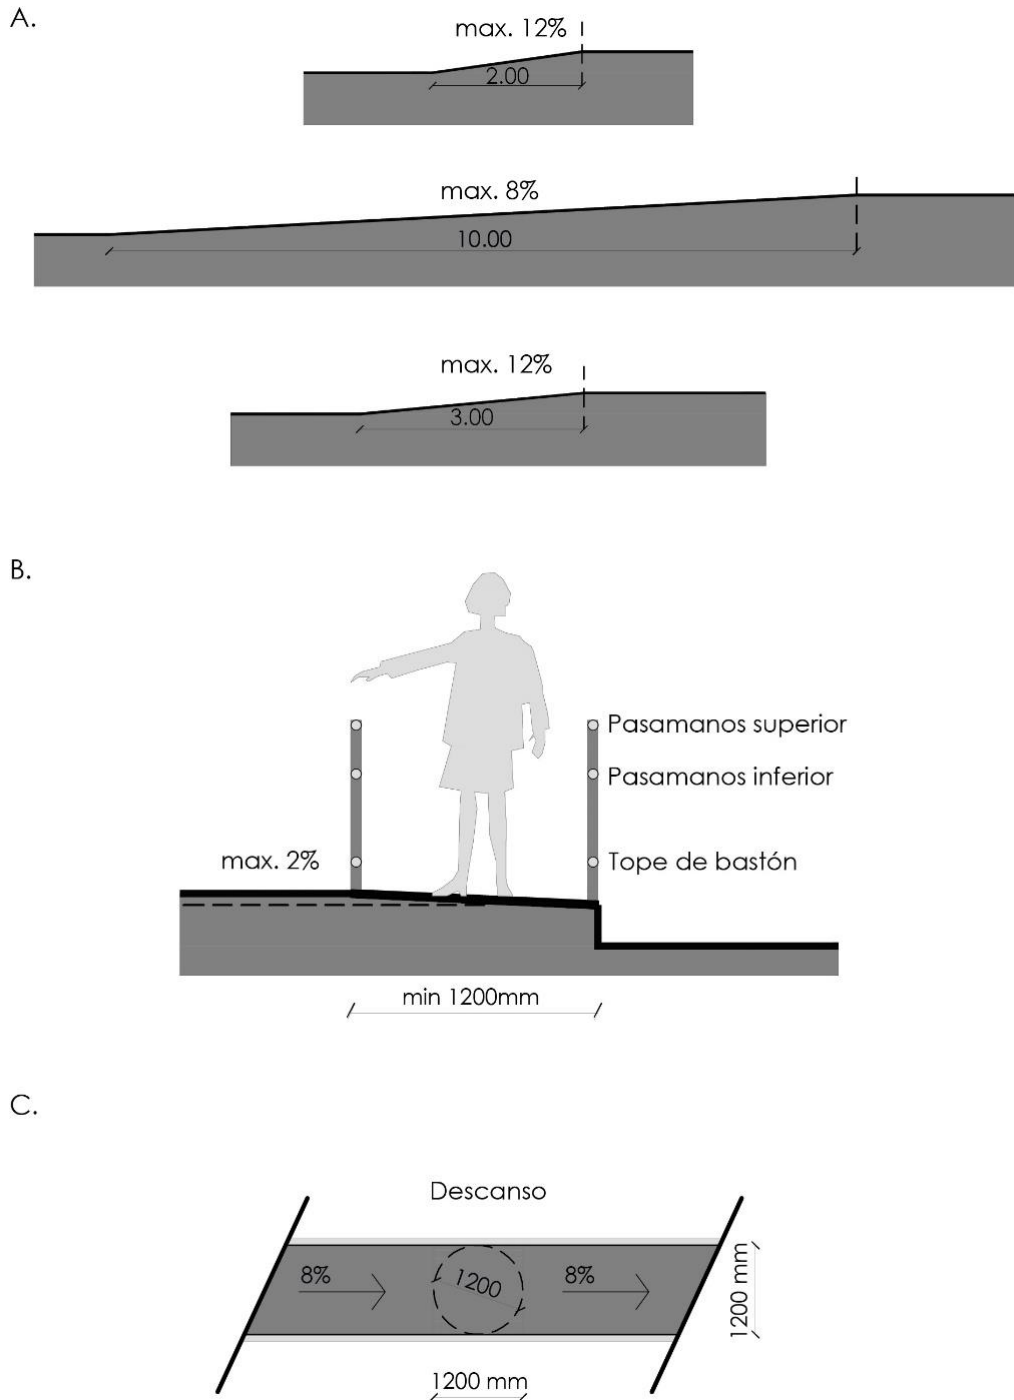 A.
max. 12%
2.00
max. 8%
10.00
max. 12%
3.00
B.
Pasamanos superior
Pasamanos inferior
max. 2%
Tope de bastón
min 1200mm
C.
Descanso
8%
1200
8%
1200 mm
1200 mm